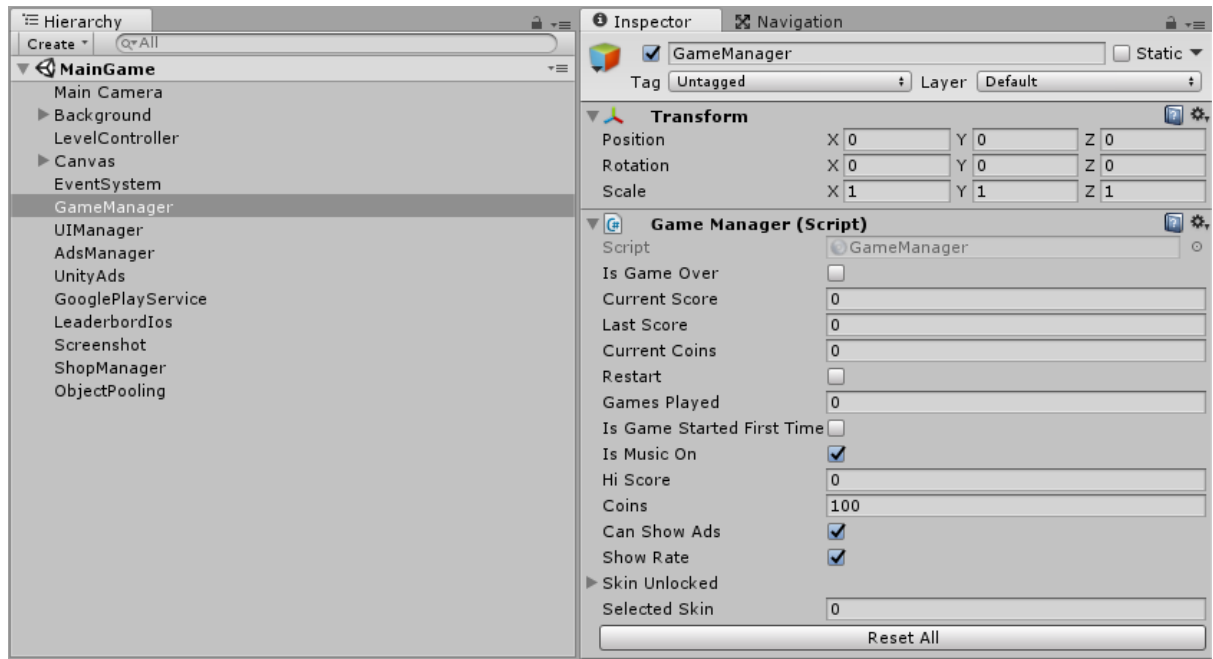 Hierarchy
Create
All
MainGame
Main Camera
Background
LevelController
Canvas
EventSystem
GameManager
UIManager
AdsManager
UnityAds
GooglePlayService
LeaderbordIos
Screenshot
ShopManager
ObjectPooling
Inspector Navigation
GameManager Static
Tag Untagged Layer Default
Transform
Position X 0 Y 0 Z 0
Rotation X 0 Y 0 Z 0
Scale X 1 Y 1 Z 1
Game Manager (Script)
Script GameManager
Is Game Over
Current Score 0
Last Score 0
Current Coins 0
Restart
Games Played 0
Is Game Started First Time
Is Music On
Hi Score 0
Coins 100
Can Show Ads
Show Rate
Skin Unlocked
Selected Skin 0
Reset All